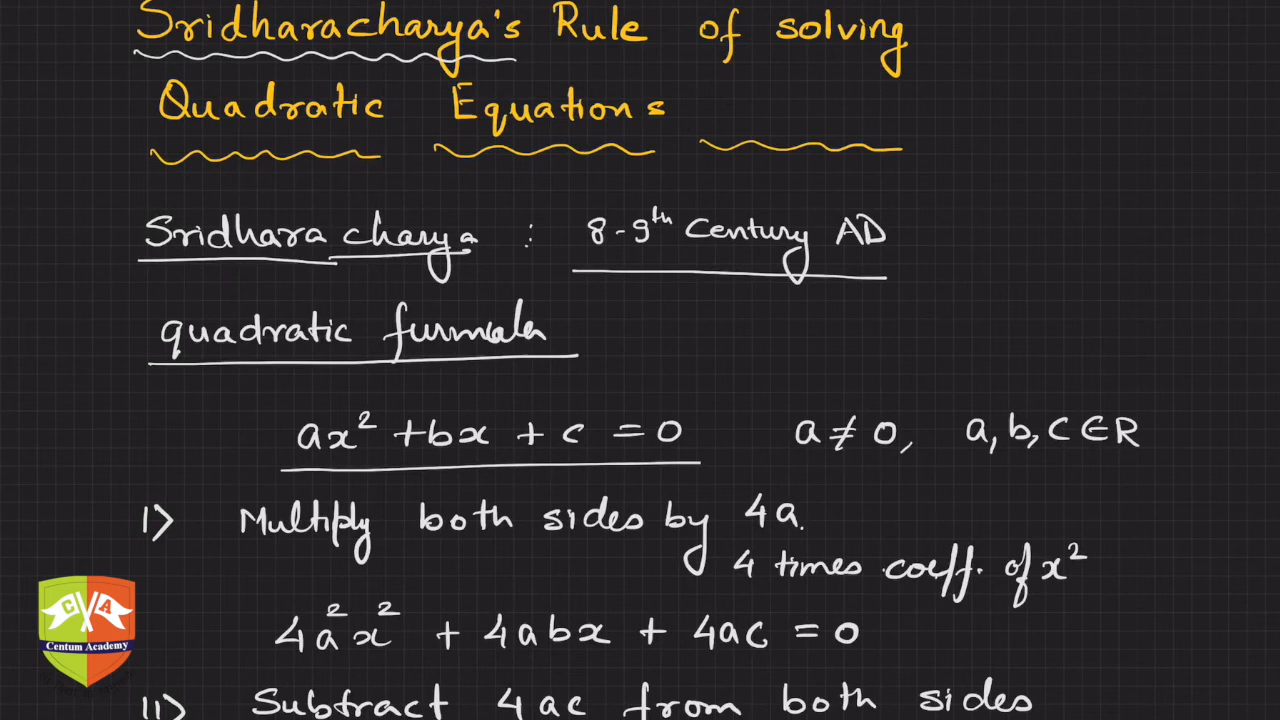 Sridharacharya's Rule of solving
Quadratic Equations
Sridharacharya : 8-9th Century AD
quadratic furmula
ax² + bx + c = 0 a ≠ 0, a, b, c ∈ R
1) Multiply both sides by 4a.
4 times coeff. of x²
4a²x² + 4abx + 4ac = 0
11) Subtract 4ac from both sides
CA
Centum Academy